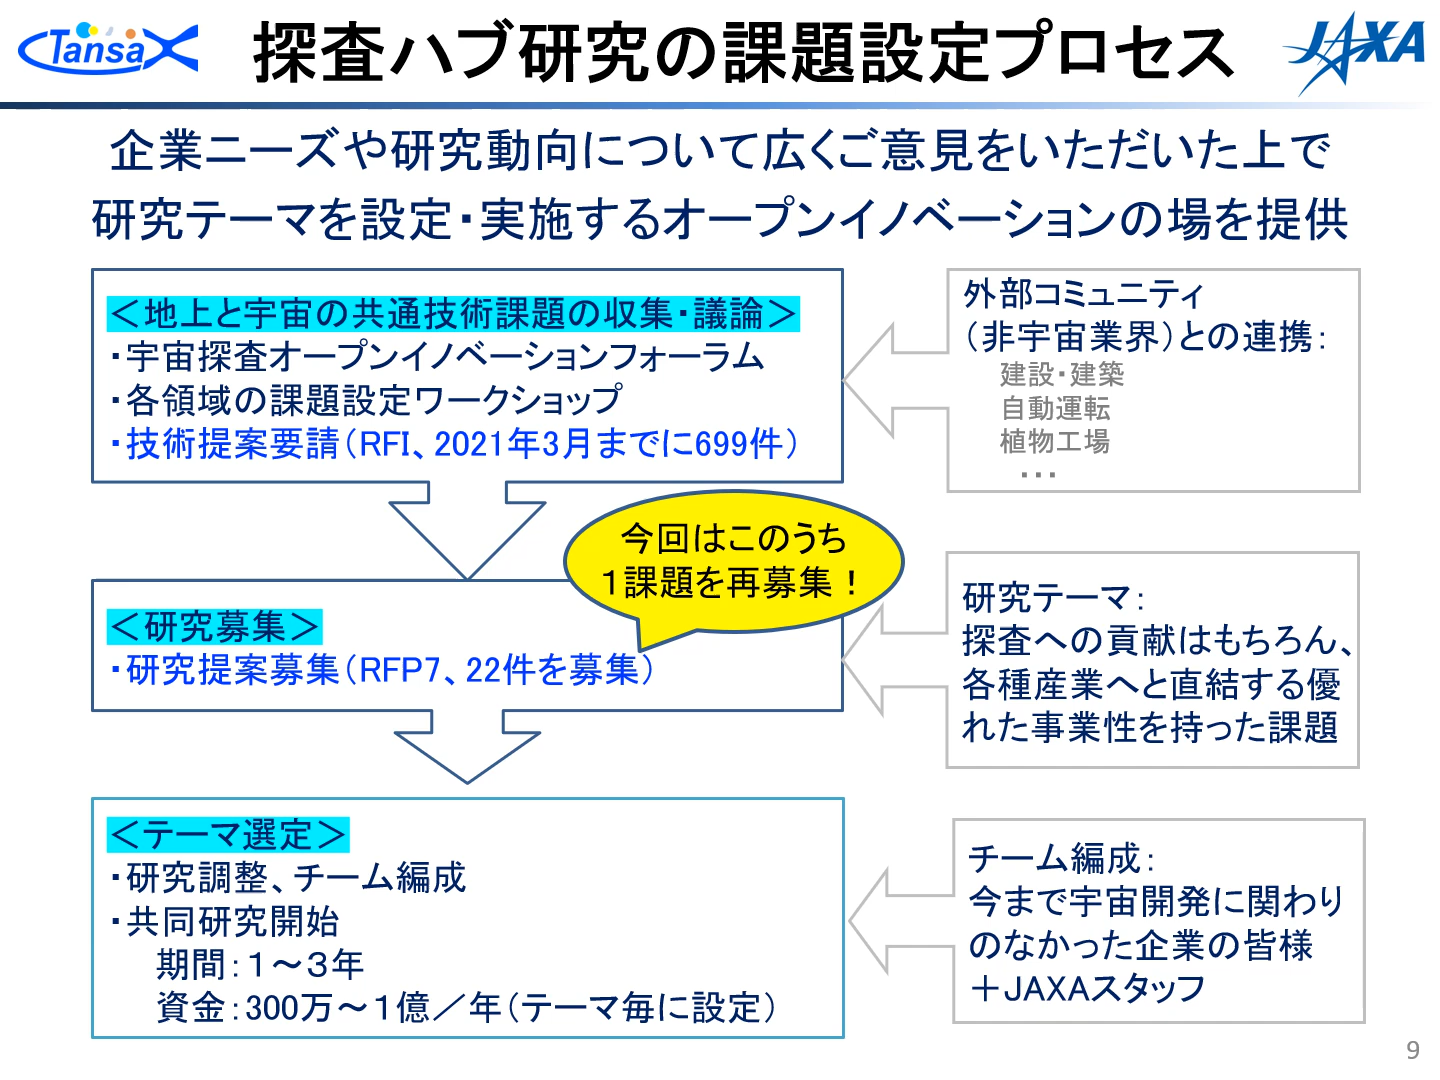 TansaX
探査ハブ研究の課題設定プロセス
JAXA
企業ニーズや研究動向について広くご意見をいただいた上で
研究テーマを設定・実施するオープンイノベーションの場を提供
＜地上と宇宙の共通技術課題の収集・議論＞
・宇宙探査オープンイノベーションフォーラム
・各領域の課題設定ワークショップ
・技術提案要請（RFI、2021年3月までに699件）
外部コミュニティ
（非宇宙業界）との連携：
建設・建築
自動運転
植物工場
・・・
今回はこのうち
１課題を再募集！
＜研究募集＞
・研究提案募集（RFP7、22件を募集）
研究テーマ：
探査への貢献はもちろん、
各種産業へと直結する優
れた事業性を持った課題
＜テーマ選定＞
・研究調整、チーム編成
・共同研究開始
期間：１～３年
資金：300万～１億／年（テーマ毎に設定）
チーム編成：
今まで宇宙開発に関わり
のなかった企業の皆様
＋JAXAスタッフ
9